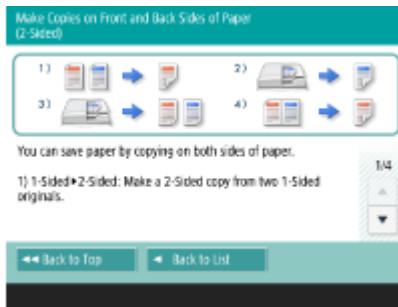 Make Copies on Front and Back Sides of Paper
(2-Sided)
1) 2)
3) 4)
You can save paper by copying on both sides of paper.
1/4
1) 1-Sided▶2-Sided: Make a 2-Sided copy from two 1-Sided
originals.
◀◀ Back to Top ◀ Back to List